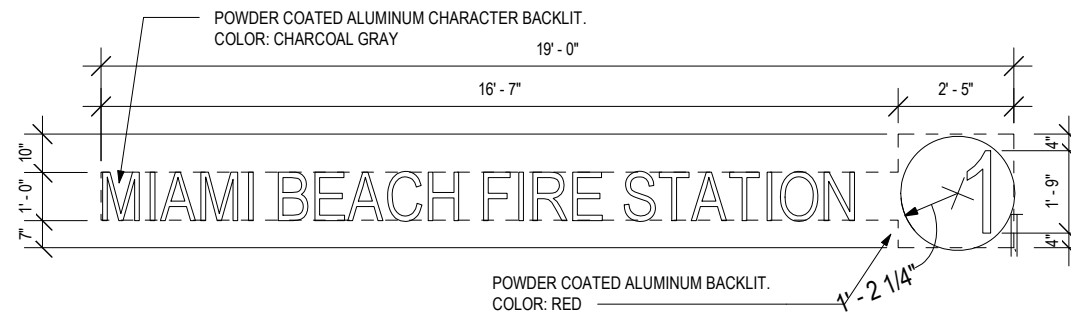 POWDER COATED ALUMINUM CHARACTER BACKLIT.
COLOR: CHARCOAL GRAY
19' - 0"
16' - 7"
2' - 5"
10"
1' - 0"
7"
MIAMI BEACH FIRE STATION
1
4"
1' - 9"
4"
POWDER COATED ALUMINUM BACKLIT.
COLOR: RED
1' - 2 1/4"